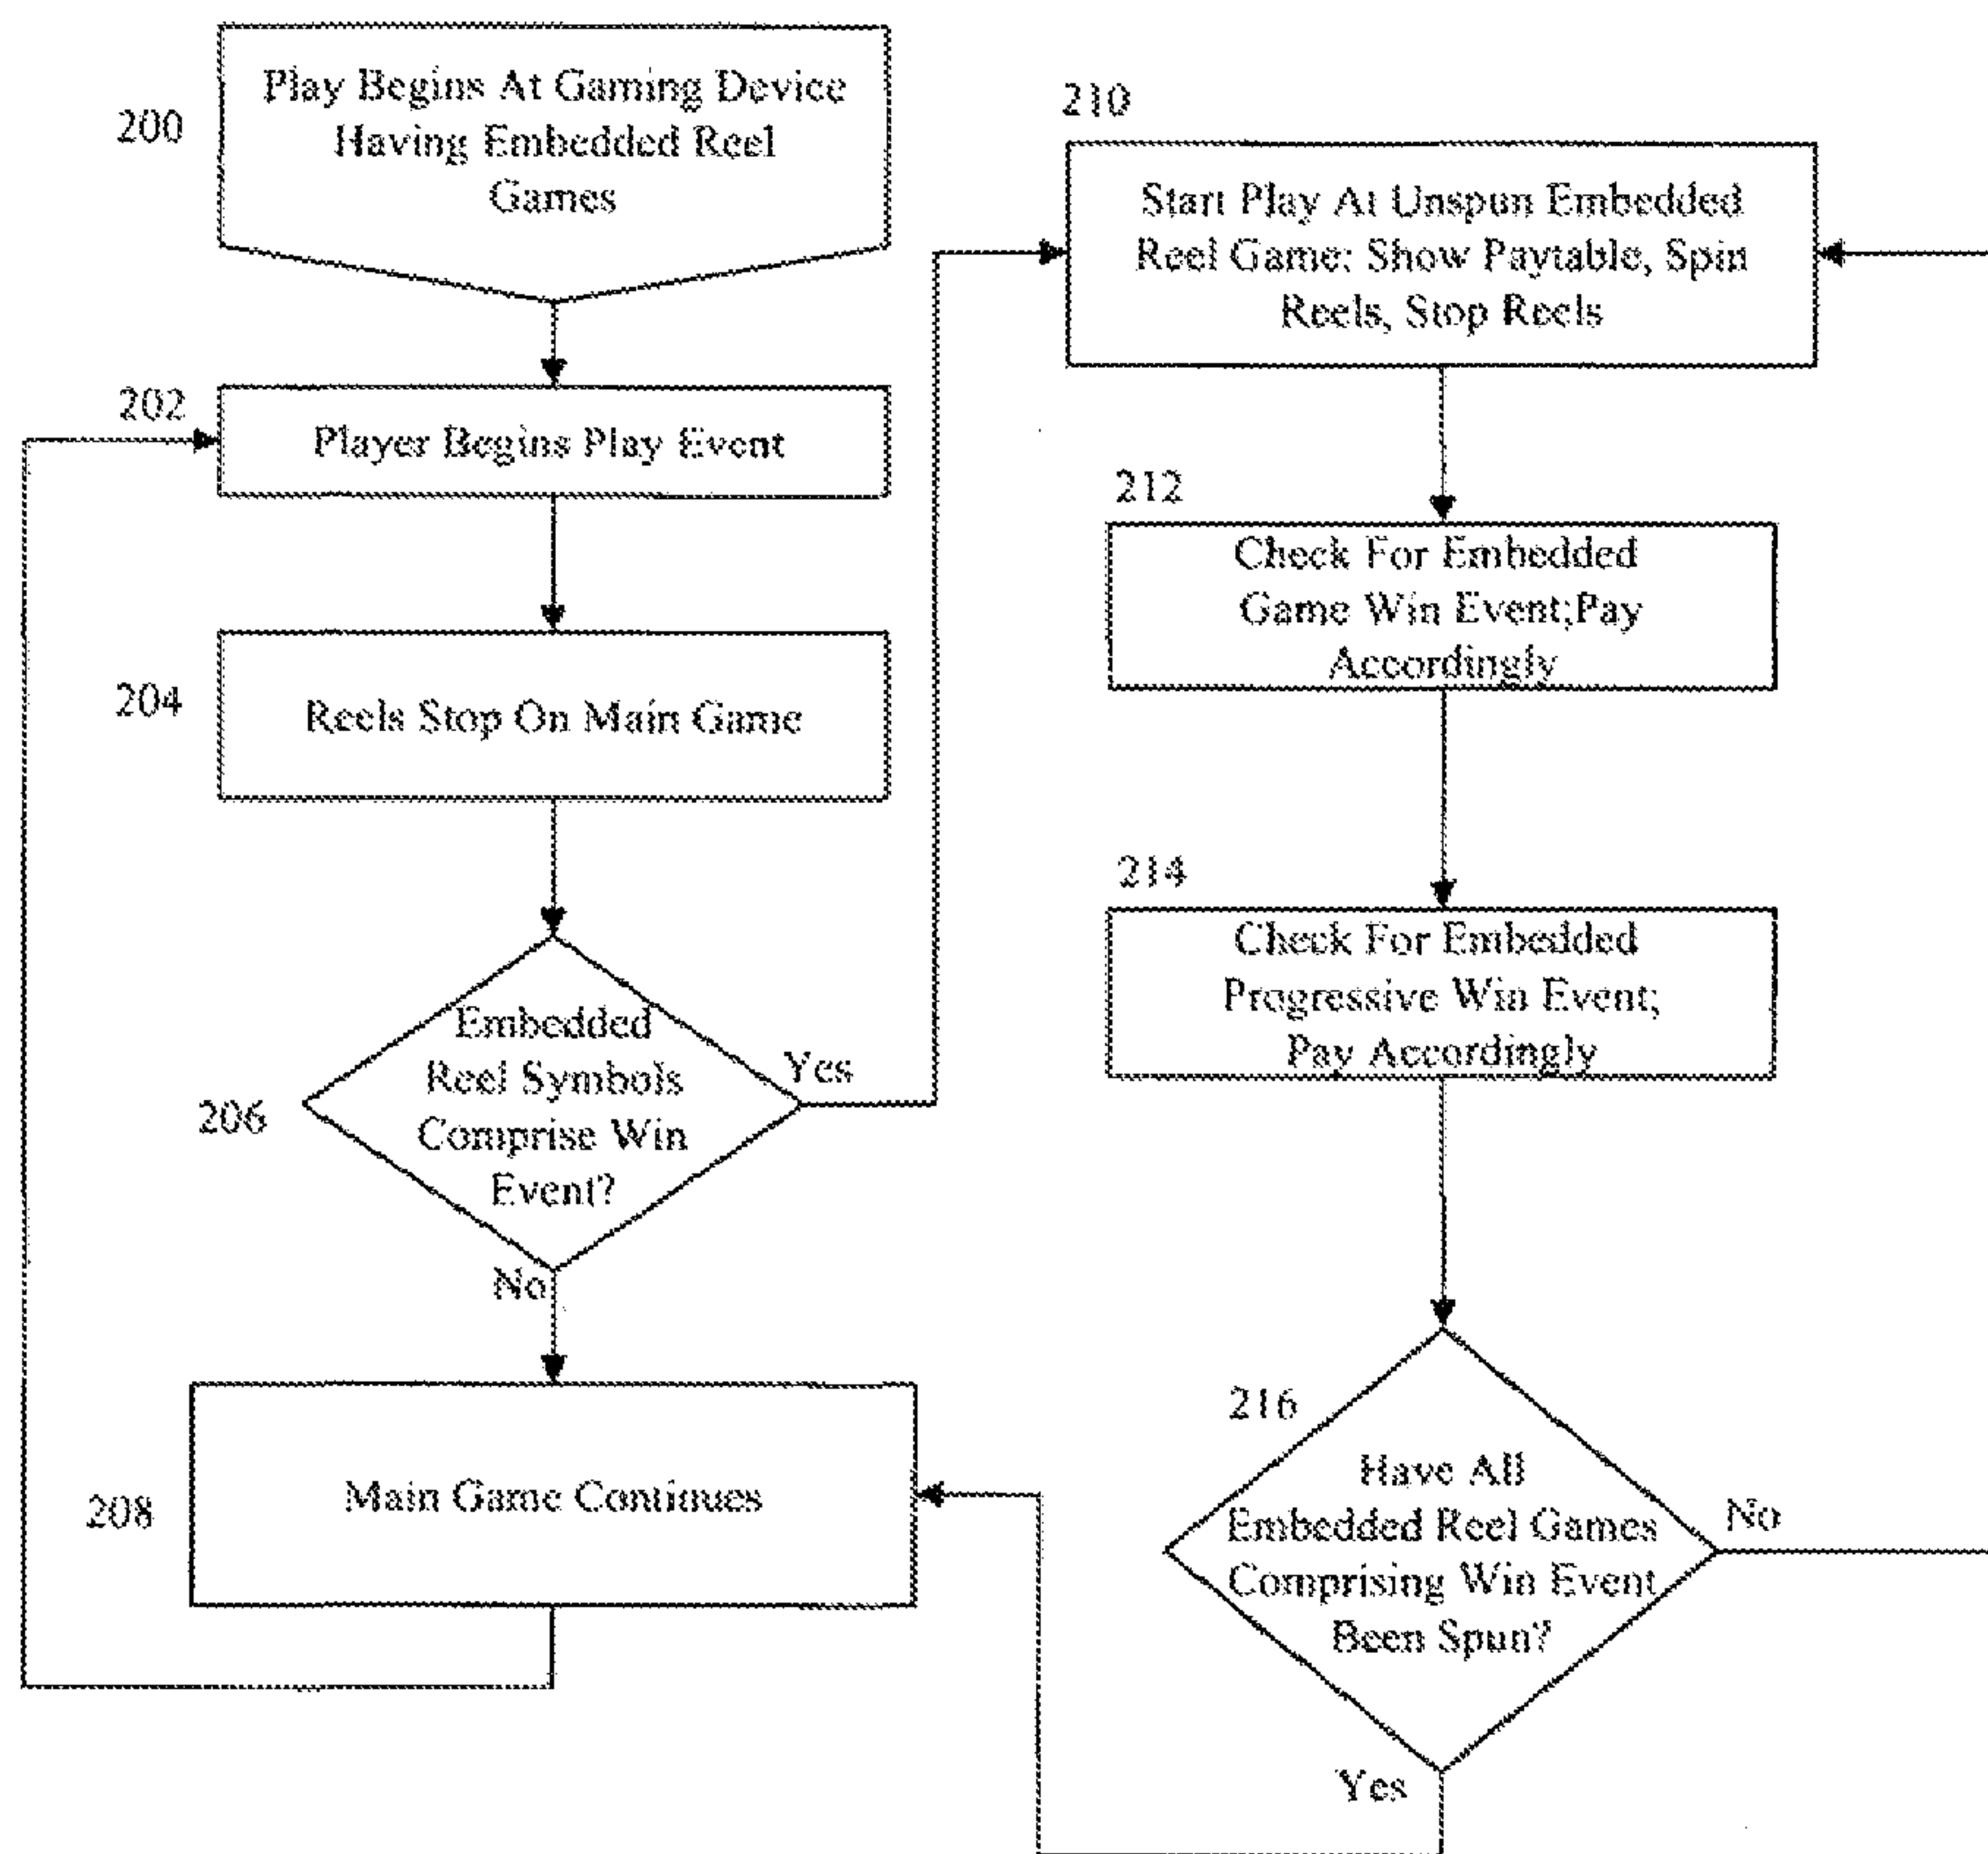 200
Play Begins At Gaming Device
Having Embedded Reel
Games
202
Player Begins Play Event
204
Reels Stop On Main Game
206
Embedded
Reel Symbols
Comprise Win
Event?
Yes
No
208
Main Game Continues
210
Start Play At Unspun Embedded
Reel Game: Show Paytable, Spin
Reels, Stop Reels
212
Check For Embedded
Game Win Event;Pay
Accordingly
214
Check For Embedded
Progressive Win Event;
Pay Accordingly
216
Have All
Embedded Reel Games
Comprising Win Event
Been Spun?
No
Yes